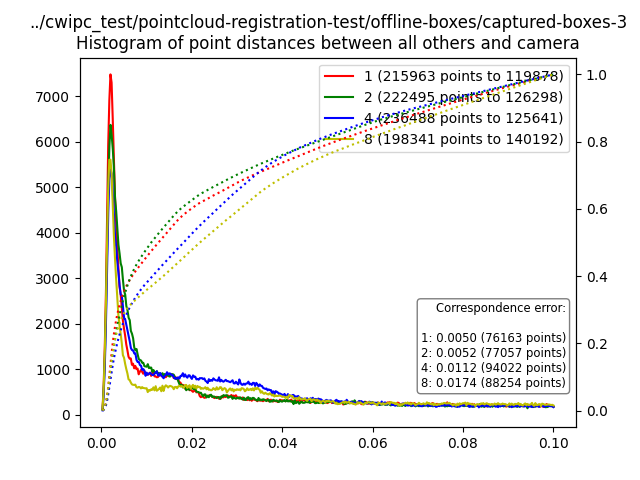 ../cwipc_test/pointcloud-registration-test/offline-boxes/captured-boxes-3
Histogram of point distances between all others and camera
1 (215963 points to 119878)
2 (222495 points to 126298)
4 (236488 points to 125641)
8 (198341 points to 140192)
Correspondence error:
1: 0.0050 (76163 points)
2: 0.0052 (77057 points)
4: 0.0112 (94022 points)
8: 0.0174 (88254 points)
7000
6000
5000
4000
3000
2000
1000
0
1.0
0.8
0.6
0.4
0.2
0.0
0.00 0.02 0.04 0.06 0.08 0.10